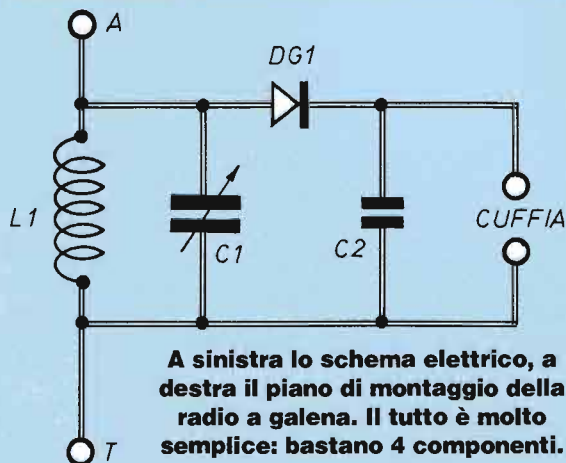 A
DG1
L1
C1
C2
CUFFIA
T
A sinistra lo schema elettrico, a
destra il piano di montaggio della
radio a galena. Il tutto è molto
semplice: bastano 4 componenti.